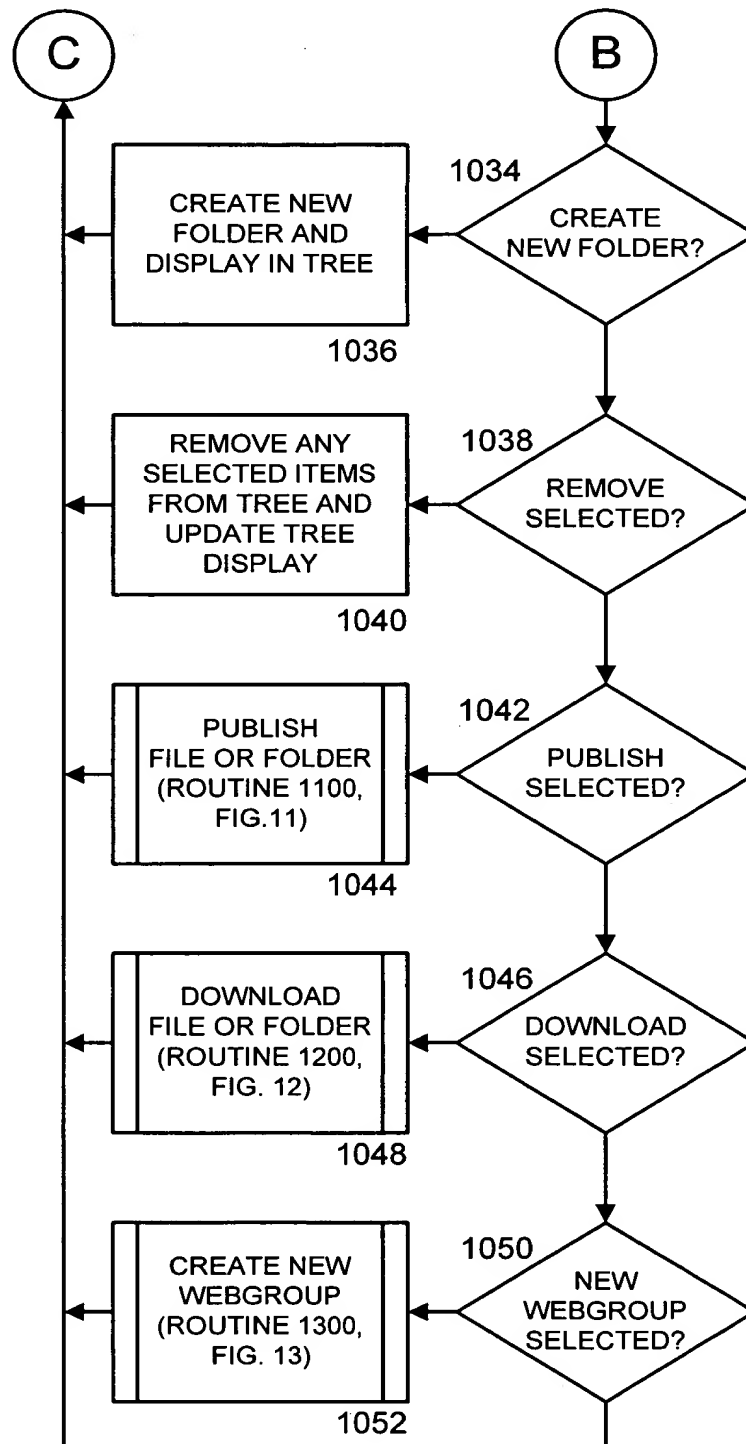 C
B
1034
CREATE
NEW FOLDER?
CREATE NEW
FOLDER AND
DISPLAY IN TREE
1036
1038
REMOVE
SELECTED?
REMOVE ANY
SELECTED ITEMS
FROM TREE AND
UPDATE TREE
DISPLAY
1040
1042
PUBLISH
SELECTED?
PUBLISH
FILE OR FOLDER
(ROUTINE 1100,
FIG.11)
1044
1046
DOWNLOAD
SELECTED?
DOWNLOAD
FILE OR FOLDER
(ROUTINE 1200,
FIG. 12)
1048
1050
NEW
WEBGROUP
SELECTED?
CREATE NEW
WEBGROUP
(ROUTINE 1300,
FIG. 13)
1052